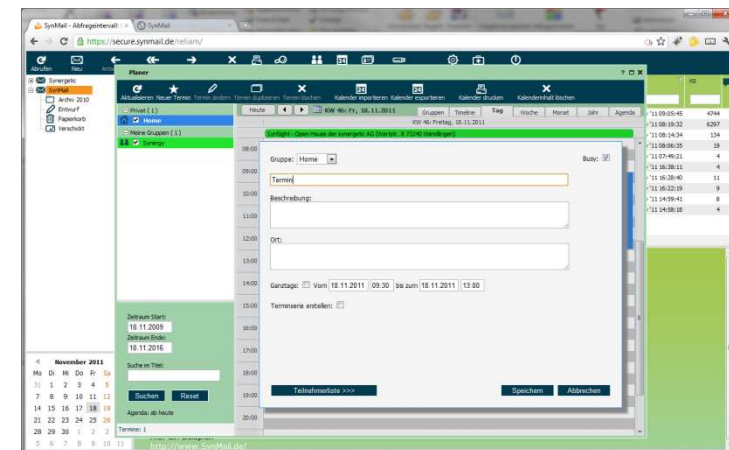 SynMail - Abfrageintervall:
SynMail
https://secure.synmail.de/reliam/
Abrufen Neu
Planer
Synergetic
SynMail
Archiv 2010
Entwurf
Papierkorb
Verschickt
Aktualisieren Neuer Termin Termin ändern Termin duplizieren Termin löschen Kalender importieren Kalender exportieren Kalender drucken Kalenderinhalt löschen
Privat ( 1 )
Home
Meine Gruppen ( 1 )
Synergy
Heute KW 46: Fr, 18.11.2011 Gruppen Timeline Tag Woche Monat Jahr Agenda
KW 46: Freitag, 18.11.2011
08:00
09:00
10:00
11:00
12:00
13:00
14:00
15:00
16:00
17:00
18:00
19:00
20:00
Gruppe: Home Busy:
Termin
Beschreibung:
Ort:
Ganztags: Vom 18.11.2011 09:30 bis zum 18.11.2011 13:00
Terminserie erstellen:
Teilnehmerliste >>> Speichern Abbrechen
KB
'11 09:05:45 4744
'11 08:19:32 6297
'11 08:14:34 134
'11 08:06:35 19
'11 07:49:21 4
'11 16:38:11 4
'11 16:28:40 11
'11 16:22:19 9
'11 14:59:41 8
'11 14:58:18 4
Zeitraum Start:
18.11.2009
Zeitraum Ende:
18.11.2016
Suche im Titel:
Suchen Reset
Agenda: ab heute
Termine: 1
November 2011
Mo Di Mi Do Fr Sa
31 1 2 3 4 5
7 8 9 10 11 12
14 15 16 17 18 19
21 22 23 24 25 26
28 29 30 1 2 3
5 6 7 8 9 10 11
http://www.SynMail.de/